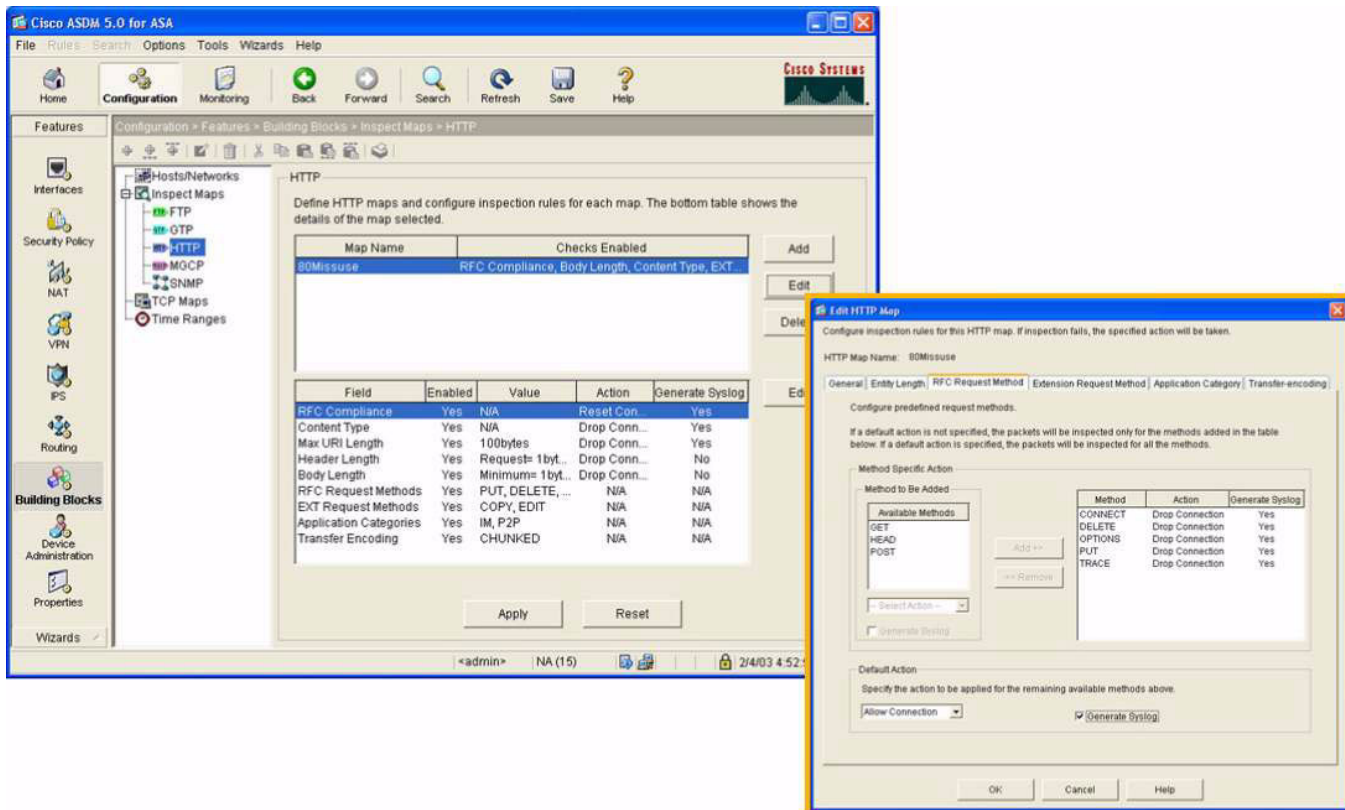 Cisco ASDM 5.0 for ASA
File Rules Search Options Tools Wizards Help
Home Configuration Monitoring Back Forward Search Refresh Save Help
CISCO SYSTEMS
Features
Configuration > Features > Building Blocks > Inspect Maps > HTTP
Interfaces
Security Policy
NAT
VPN
IPS
Routing
Building Blocks
Device Administration
Properties
Wizards
Hosts/Networks
Inspect Maps
FTP
GTP
HTTP
MGCP
SNMP
TCP Maps
Time Ranges
HTTP
Define HTTP maps and configure inspection rules for each map. The bottom table shows the
details of the map selected.
Map Name Checks Enabled
80Missuse RFC Compliance, Body Length, Content Type, EXT...
Add
Edit
Dele
Field Enabled Value Action Generate Syslog
RFC Compliance Yes N/A Reset Con... Yes
Content Type Yes N/A Drop Conn... Yes
Max URI Length Yes 100bytes Drop Conn... Yes
Header Length Yes Request= 1byt... Drop Conn... No
Body Length Yes Minimum= 1byt... Drop Conn... No
RFC Request Methods Yes PUT, DELETE, ... N/A N/A
EXT Request Methods Yes COPY, EDIT N/A N/A
Application Categories Yes IM, P2P N/A N/A
Transfer Encoding Yes CHUNKED N/A N/A
Ed
Apply Reset
<admin> NA (15) 2/4/03 4:52:
Edit HTTP Map
Configure inspection rules for this HTTP map. If inspection fails, the specified action will be taken.
HTTP Map Name: 80Missuse
General Entity Length RFC Request Method Extension Request Method Application Category Transfer-encoding
Configure predefined request methods.
If a default action is not specified, the packets will be inspected only for the methods added in the table
below. If a default action is specified, the packets will be inspected for all the methods.
Method Specific Action
Method to Be Added
Available Methods
GET
HEAD
POST
-- Select Action --
Generate Syslog
Add >>
<< Remove
Method Action Generate Syslog
CONNECT Drop Connection Yes
DELETE Drop Connection Yes
OPTIONS Drop Connection Yes
PUT Drop Connection Yes
TRACE Drop Connection Yes
Default Action
Specify the action to be applied for the remaining available methods above.
Allow Connection Generate Syslog
OK Cancel Help